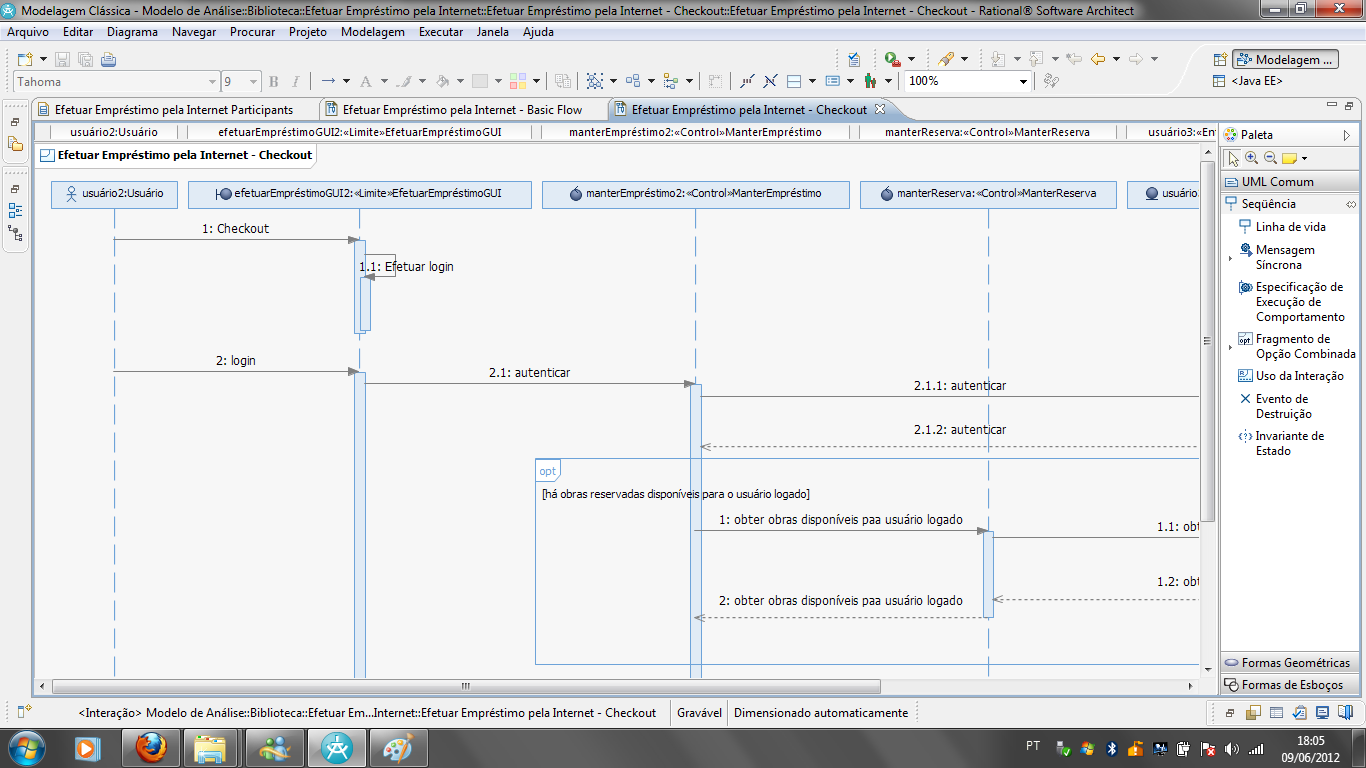 Modelagem Clássica - Modelo de Análise::Biblioteca::Efetuar Empréstimo pela Internet::Efetuar Empréstimo pela Internet - Checkout::Efetuar Empréstimo pela Internet - Checkout - Rational® Software Architect
Arquivo Editar Diagrama Navegar Procurar Projeto Modelagem Executar Janela Ajuda
Modelagem ...
Tahoma 9 B I A 100% <Java EE>
Efetuar Empréstimo pela Internet Participants Efetuar Empréstimo pela Internet - Basic Flow Efetuar Empréstimo pela Internet - Checkout
usuário2:Usuário efetuarEmpréstimoGUI2:«Limite»EfetuarEmpréstimoGUI manterEmpréstimo2:«Control»ManterEmpréstimo manterReserva:«Control»ManterReserva usuário3:«En
Efetuar Empréstimo pela Internet - Checkout
usuário2:Usuário efetuarEmpréstimoGUI2:«Limite»EfetuarEmpréstimoGUI manterEmpréstimo2:«Control»ManterEmpréstimo manterReserva:«Control»ManterReserva usuário
1: Checkout
1.1: Efetuar login
2: login
2.1: autenticar
2.1.1: autenticar
2.1.2: autenticar
opt
[há obras reservadas disponíveis para o usuário logado]
1: obter obras disponíveis paa usuário logado
1.1: obt
1.2: obt
2: obter obras disponíveis paa usuário logado
Paleta
UML Comum
Seqüência
Linha de vida
Mensagem
Síncrona
Especificação de
Execução de
Comportamento
opt
Fragmento de
Opção Combinada
Uso da Interação
Evento de
Destruição
Invariante de
Estado
Formas Geométricas
Formas de Esboços
<Interação> Modelo de Análise::Biblioteca::Efetuar Em...Internet::Efetuar Empréstimo pela Internet - Checkout Gravável Dimensionado automaticamente
PT
18:05
09/06/2012